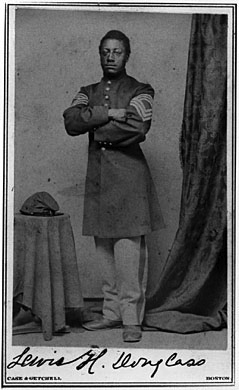 Lewis H. Douglass
CASE & GETCHELL BOSTON